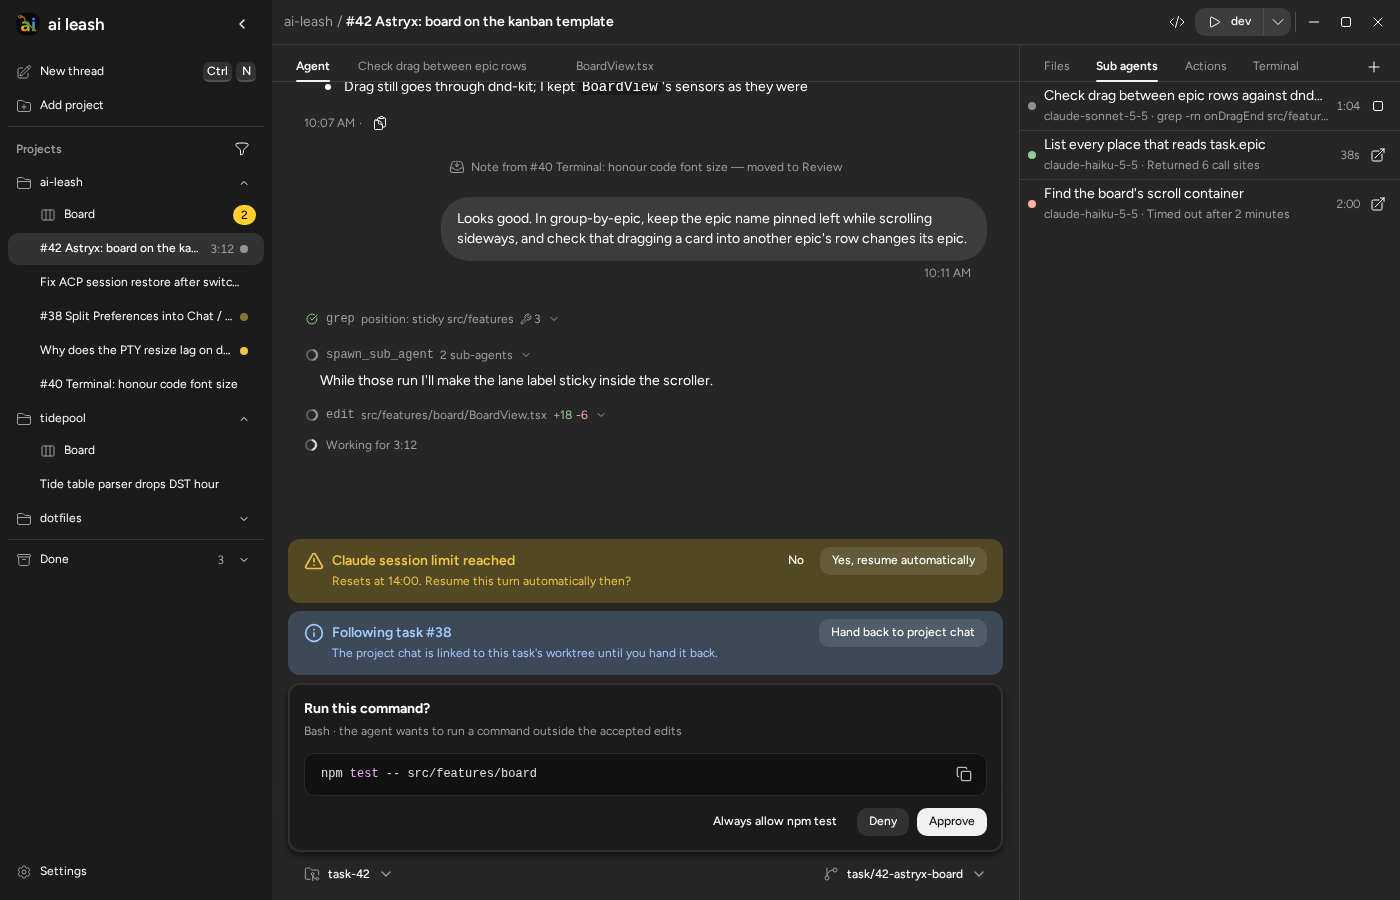 ai leash
New thread
Ctrl N
Add project
Projects
ai-leash
Board
2
#42 Astryx: board on the ka...
3:12
Fix ACP session restore after switc...
#38 Split Preferences into Chat / ...
Why does the PTY resize lag on d...
#40 Terminal: honour code font size
tidepool
Board
Tide table parser drops DST hour
dotfiles
Done
3
Settings
ai-leash / #42 Astryx: board on the kanban template
dev
Agent
Check drag between epic rows
BoardView.tsx
Drag still goes through dnd-kit; I kept BoardView's sensors as they were
10:07 AM ·
Note from #40 Terminal: honour code font size — moved to Review
Looks good. In group-by-epic, keep the epic name pinned left while scrolling
sideways, and check that dragging a card into another epic's row changes its epic.
10:11 AM
grep position: sticky src/features 3
spawn_sub_agent 2 sub-agents
While those run I'll make the lane label sticky inside the scroller.
edit src/features/board/BoardView.tsx +18 -6
Working for 3:12
Claude session limit reached
Resets at 14:00. Resume this turn automatically then?
No
Yes, resume automatically
Following task #38
The project chat is linked to this task's worktree until you hand it back.
Hand back to project chat
Run this command?
Bash · the agent wants to run a command outside the accepted edits
npm test -- src/features/board
Always allow npm test
Deny
Approve
task-42
task/42-astryx-board
Files
Sub agents
Actions
Terminal
Check drag between epic rows against dnd...
claude-sonnet-5-5 · grep -rn onDragEnd src/featur...
1:04
List every place that reads task.epic
claude-haiku-5-5 · Returned 6 call sites
38s
Find the board's scroll container
claude-haiku-5-5 · Timed out after 2 minutes
2:00